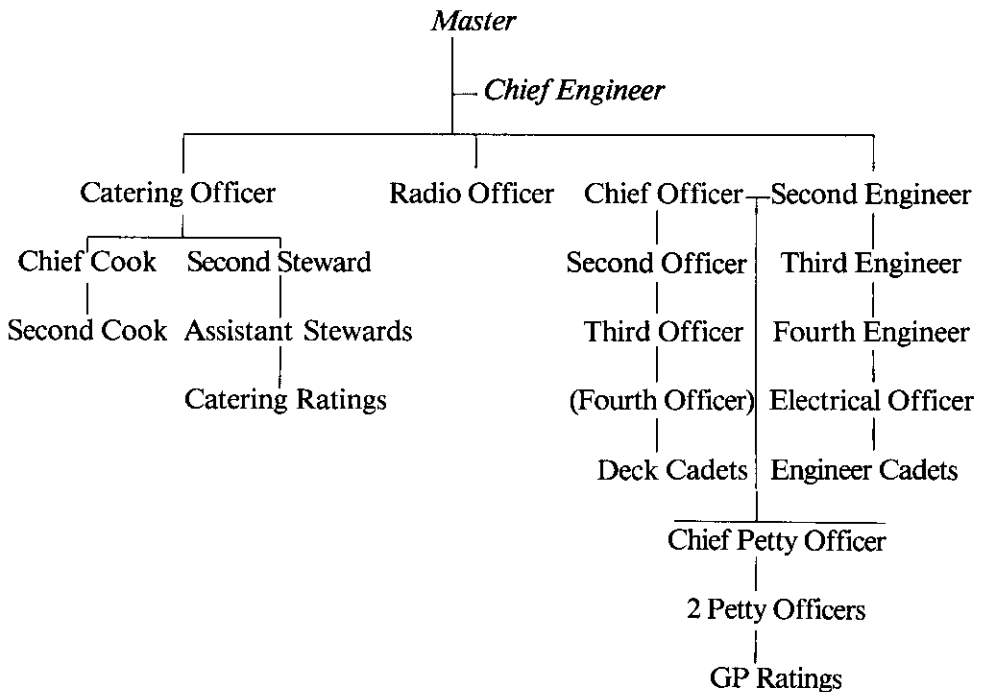 Master
Chief Engineer
Catering Officer Radio Officer Chief Officer Second Engineer
Chief Cook Second Steward Second Officer Third Engineer
Second Cook Assistant Stewards Third Officer Fourth Engineer
Catering Ratings (Fourth Officer) Electrical Officer
Deck Cadets Engineer Cadets
Chief Petty Officer
2 Petty Officers
GP Ratings